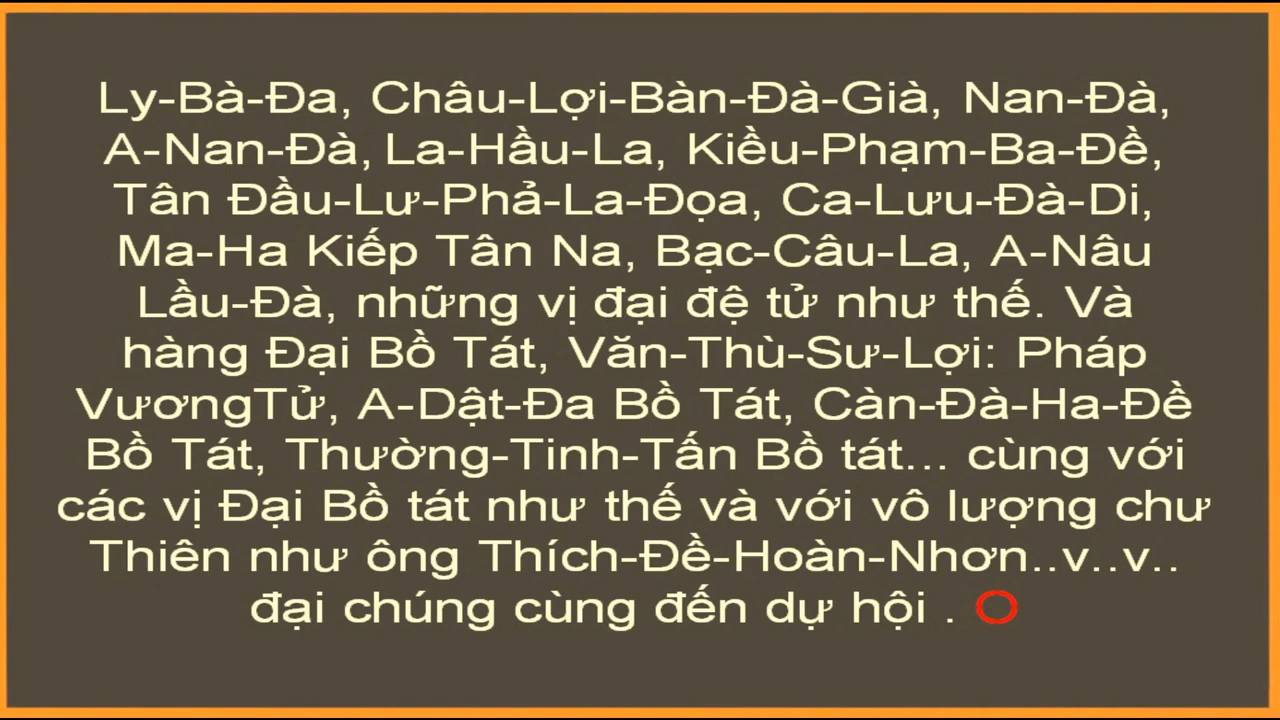 Ly-Bà-Đa, Châu-Lợi-Bàn-Đà-Già, Nan-Đà,
A-Nan-Đà, La-Hầu-La, Kiều-Phạm-Ba-Đề,
Tân Đầu-Lư-Phả-La-Đọa, Ca-Lưu-Đà-Di,
Ma-Ha Kiếp Tân Na, Bạc-Câu-La, A-Nâu
Lầu-Đà, những vị đại đệ tử như thế. Và
hàng Đại Bồ Tát, Văn-Thù-Sư-Lợi: Pháp
VươngTử, A-Dật-Đa Bồ Tát, Càn-Đà-Ha-Đề
Bồ Tát, Thường-Tinh-Tấn Bồ tát... cùng với
các vị Đại Bồ tát như thế và với vô lượng chư
Thiên như ông Thích-Đề-Hoàn-Nhơn..v..v..
đại chúng cùng đến dự hội . O